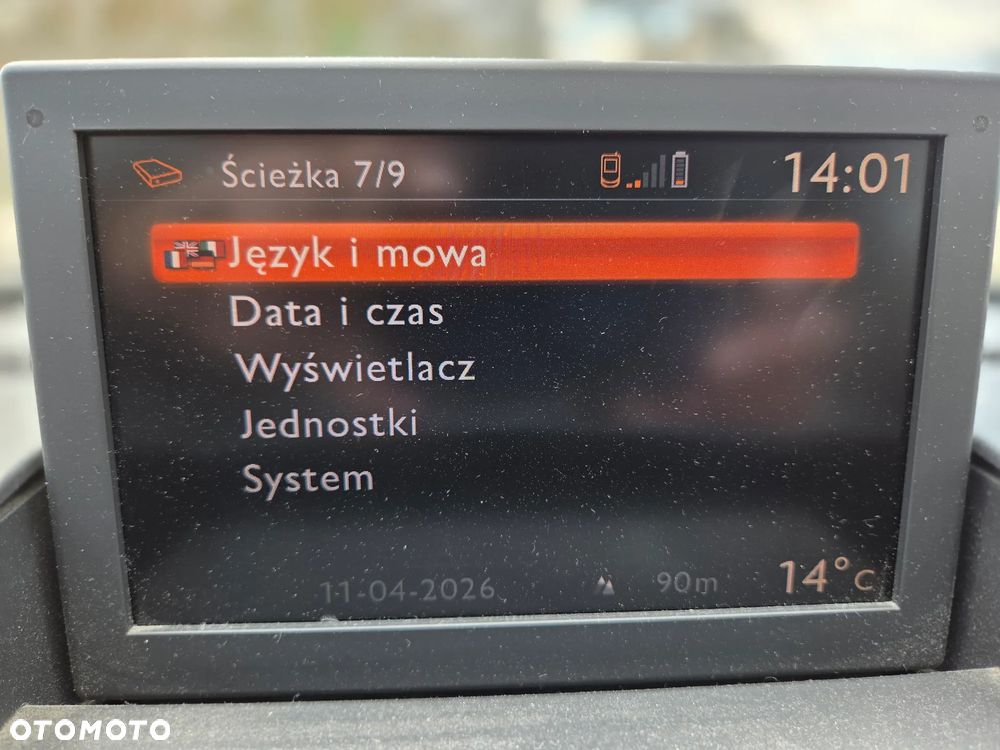 Ścieżka 7/9 14:01
Język i mowa
Data i czas
Wyświetlacz
Jednostki
System
11-04-2026 90m 14°C
OTOMOTO